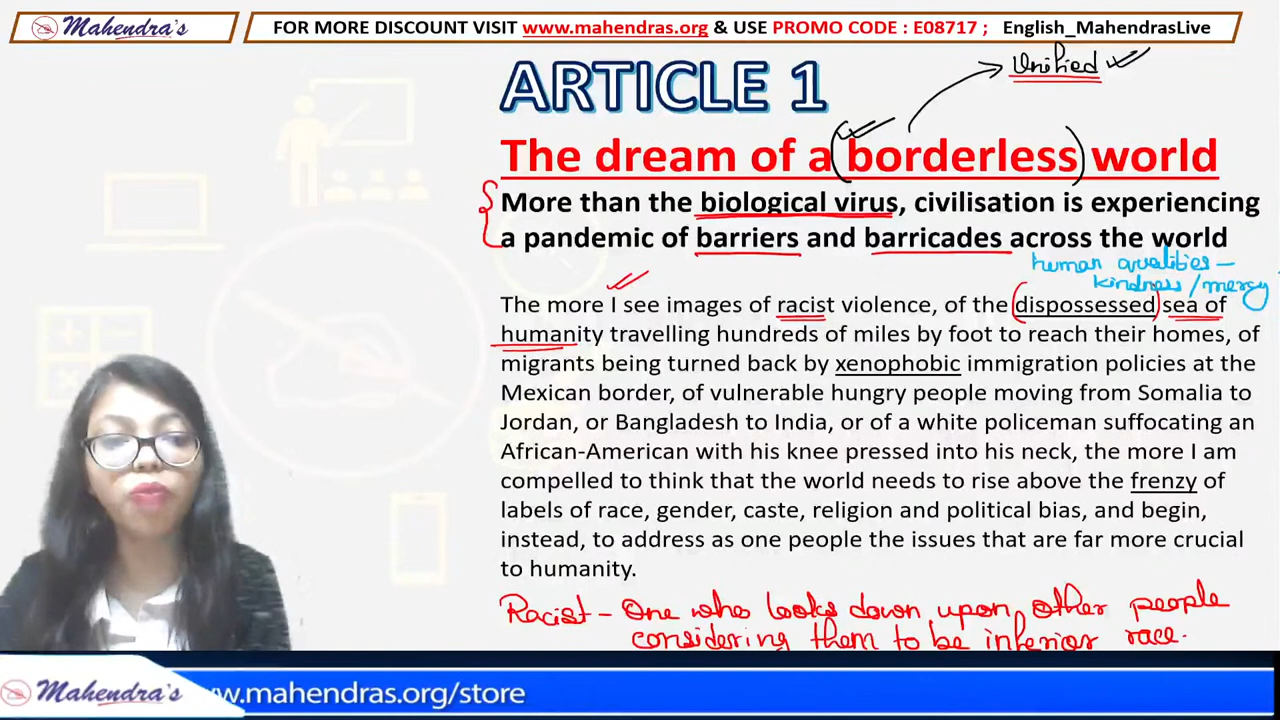 Mahendra's
FOR MORE DISCOUNT VISIT www.mahendras.org & USE PROMO CODE : E08717 ; English_MahendrasLive
Unified
ARTICLE 1
The dream of a borderless world
More than the biological virus, civilisation is experiencing
a pandemic of barriers and barricades across the world
human qualities –
kindness/mercy
The more I see images of racist violence, of the dispossessed sea of
humanity travelling hundreds of miles by foot to reach their homes, of
migrants being turned back by xenophobic immigration policies at the
Mexican border, of vulnerable hungry people moving from Somalia to
Jordan, or Bangladesh to India, or of a white policeman suffocating an
African-American with his knee pressed into his neck, the more I am
compelled to think that the world needs to rise above the frenzy of
labels of race, gender, caste, religion and political bias, and begin,
instead, to address as one people the issues that are far more crucial
to humanity.
Racist – One who looks down upon other people
considering them to be inferior race.
Mahendra's
www.mahendras.org/store